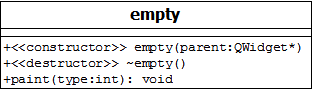 empty
+<<constructor>> empty(parent:QWidget*)
+<<destructor>> ~empty()
+paint(type:int): void